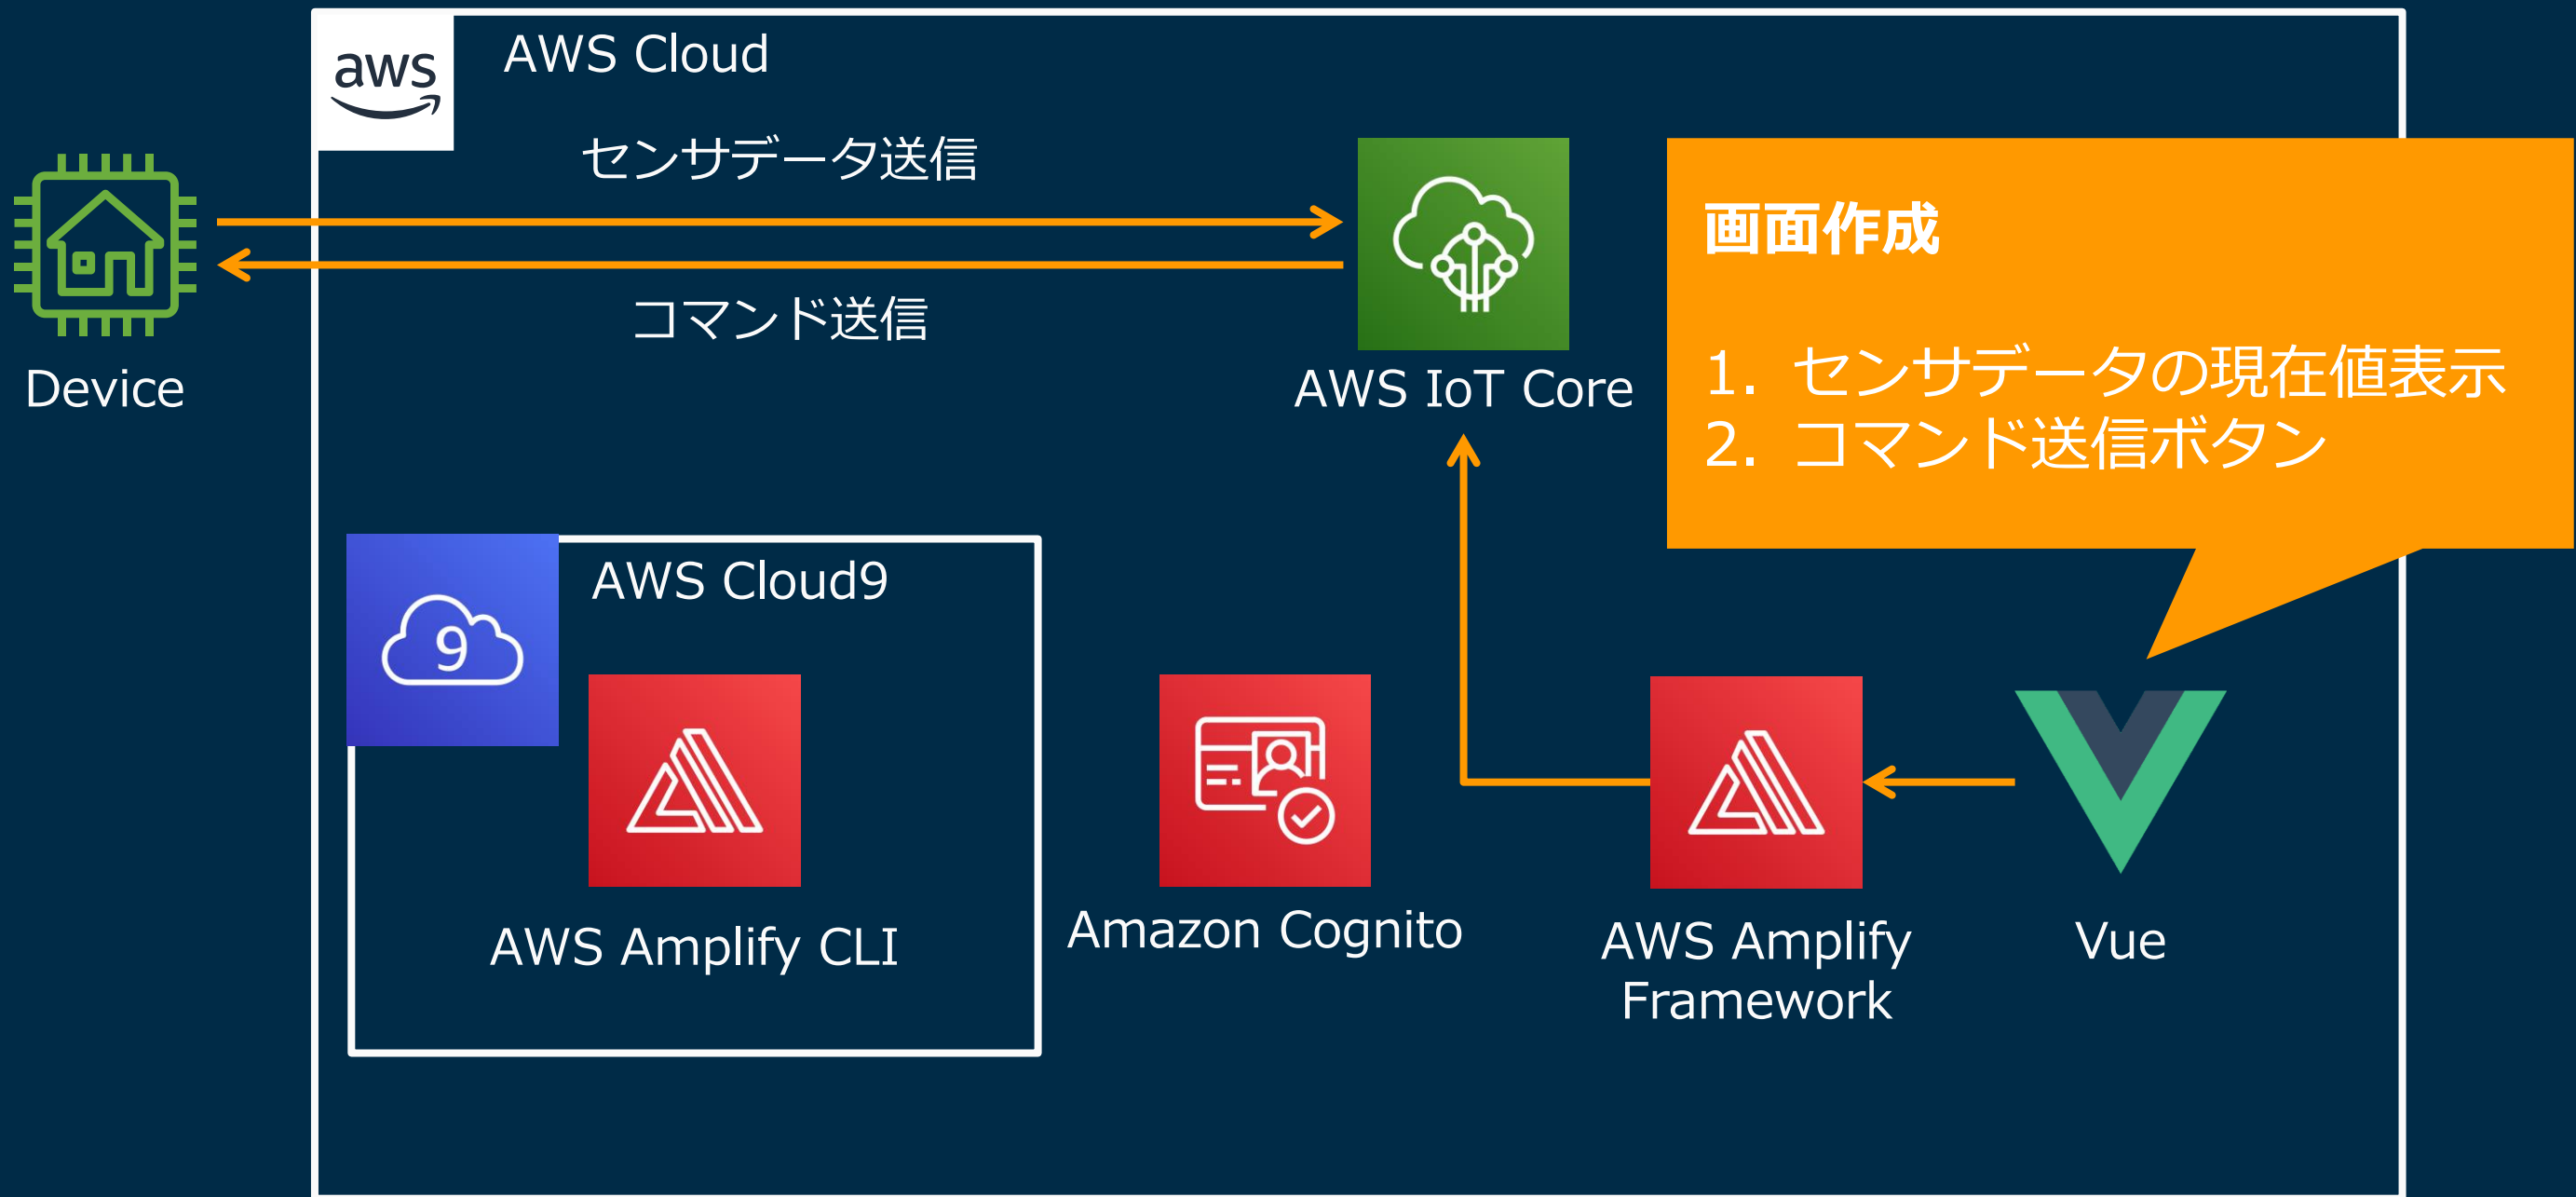 aws
AWS Cloud
センサデータ送信
コマンド送信
Device
AWS IoT Core
画面作成
1. センサデータの現在値表示
2. コマンド送信ボタン
AWS Cloud9
9
AWS Amplify CLI
Amazon Cognito
AWS Amplify
Framework
Vue